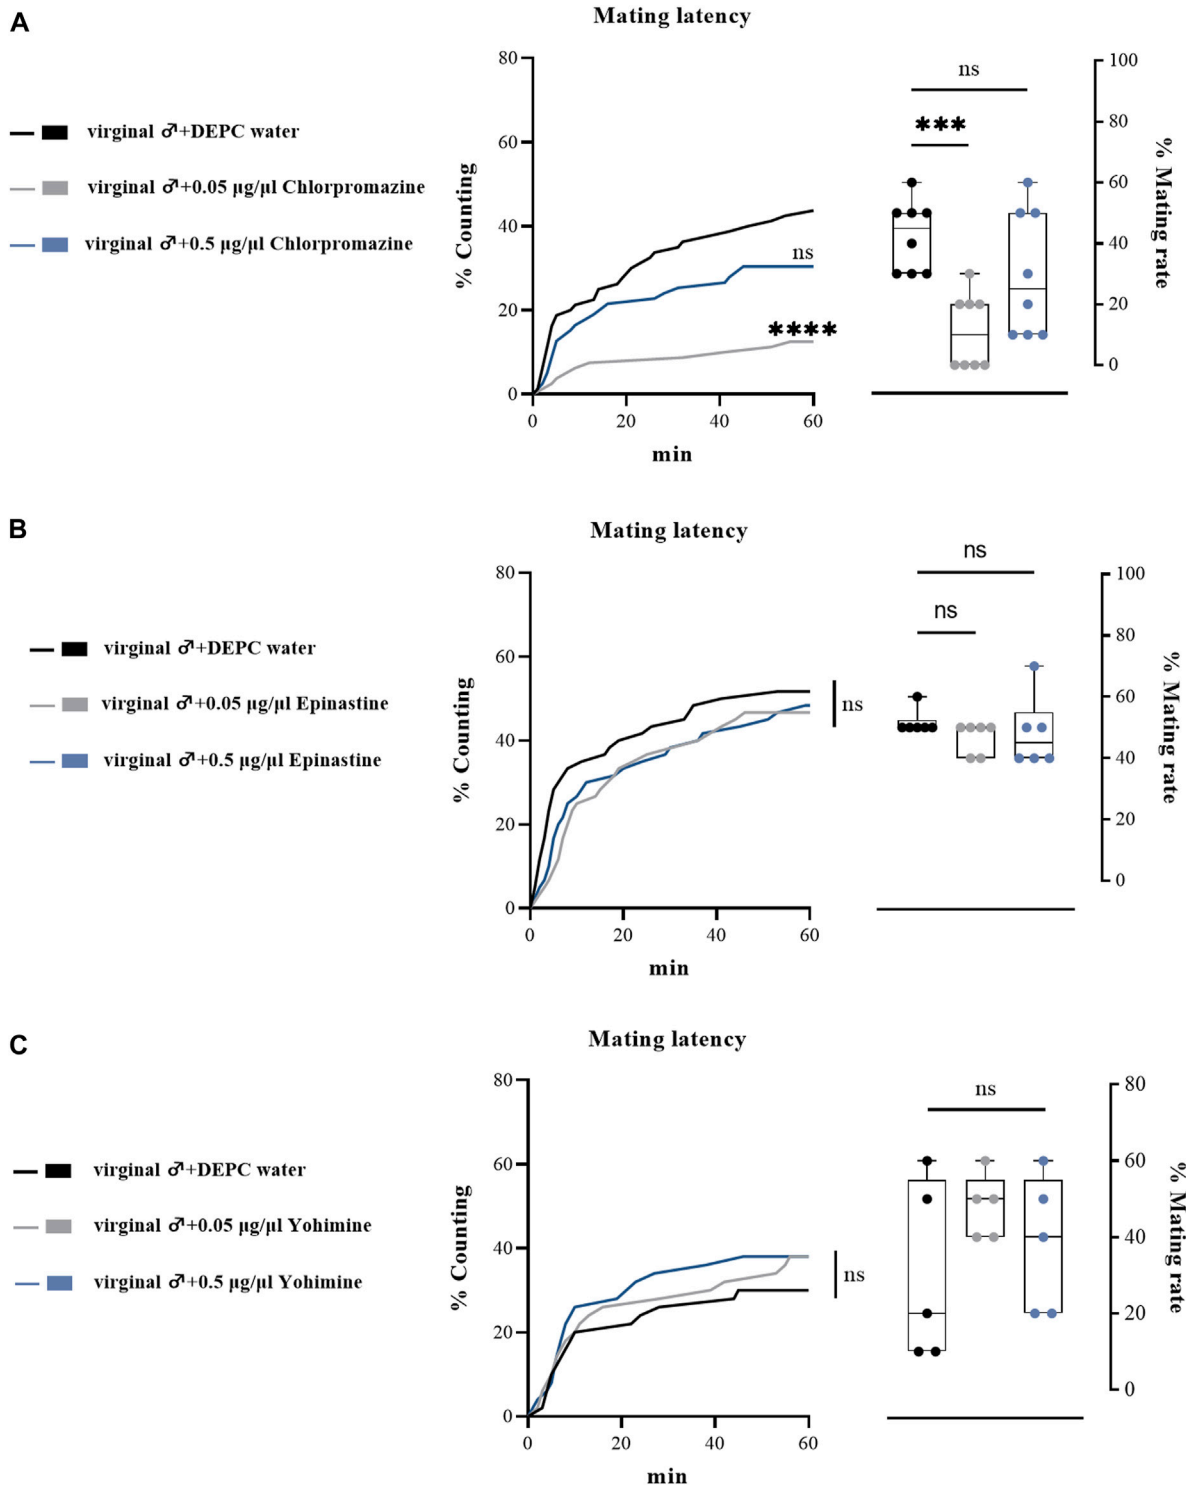 A
Mating latency
virginal ♂+DEPC water
virginal ♂+0.05 μg/μl Chlorpromazine
virginal ♂+0.5 μg/μl Chlorpromazine
% Counting
80
60
40
20
0
0 20 40 60
min
ns
****
ns
***
100
80
60
40
20
0
% Mating rate
B
Mating latency
virginal ♂+DEPC water
virginal ♂+0.05 μg/μl Epinastine
virginal ♂+0.5 μg/μl Epinastine
% Counting
80
60
40
20
0
0 20 40 60
min
ns
ns
ns
100
80
60
40
20
0
% Mating rate
C
Mating latency
virginal ♂+DEPC water
virginal ♂+0.05 μg/μl Yohimine
virginal ♂+0.5 μg/μl Yohimine
% Counting
80
60
40
20
0
0 20 40 60
min
ns
ns
80
60
40
20
0
% Mating rate